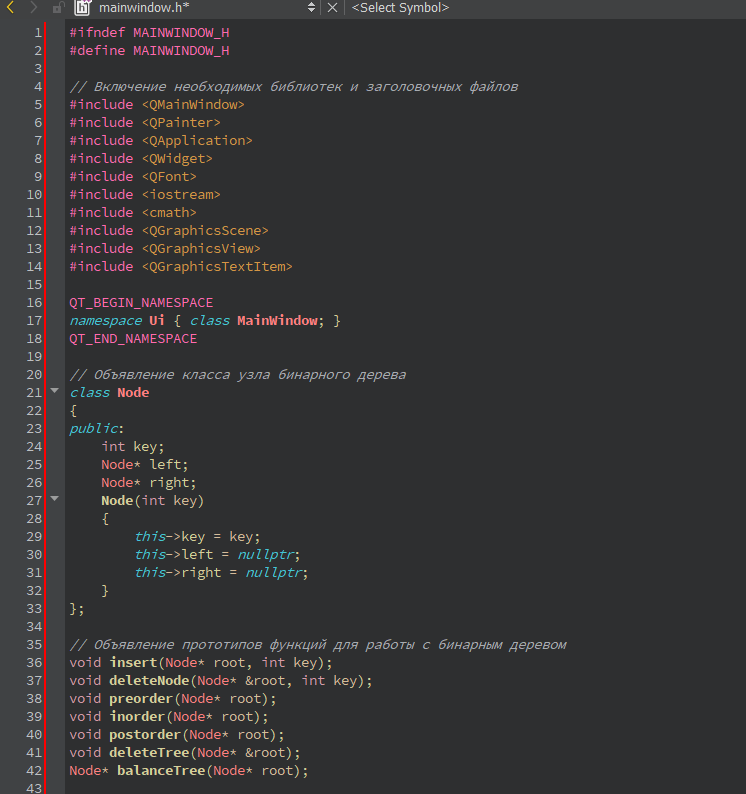 mainwindow.h* <Select Symbol>
1 #ifndef MAINWINDOW_H
2 #define MAINWINDOW_H
3
4 // Включение необходимых библиотек и заголовочных файлов
5 #include <QMainWindow>
6 #include <QPainter>
7 #include <QApplication>
8 #include <QWidget>
9 #include <QFont>
10 #include <iostream>
11 #include <cmath>
12 #include <QGraphicsScene>
13 #include <QGraphicsView>
14 #include <QGraphicsTextItem>
15
16 QT_BEGIN_NAMESPACE
17 namespace Ui { class MainWindow; }
18 QT_END_NAMESPACE
19
20 // Объявление класса узла бинарного дерева
21 class Node
22 {
23 public:
24     int key;
25     Node* left;
26     Node* right;
27     Node(int key)
28     {
29         this->key = key;
30         this->left = nullptr;
31         this->right = nullptr;
32     }
33 };
34
35 // Объявление прототипов функций для работы с бинарным деревом
36 void insert(Node* root, int key);
37 void deleteNode(Node* &root, int key);
38 void preorder(Node* root);
39 void inorder(Node* root);
40 void postorder(Node* root);
41 void deleteTree(Node* &root);
42 Node* balanceTree(Node* root);
43